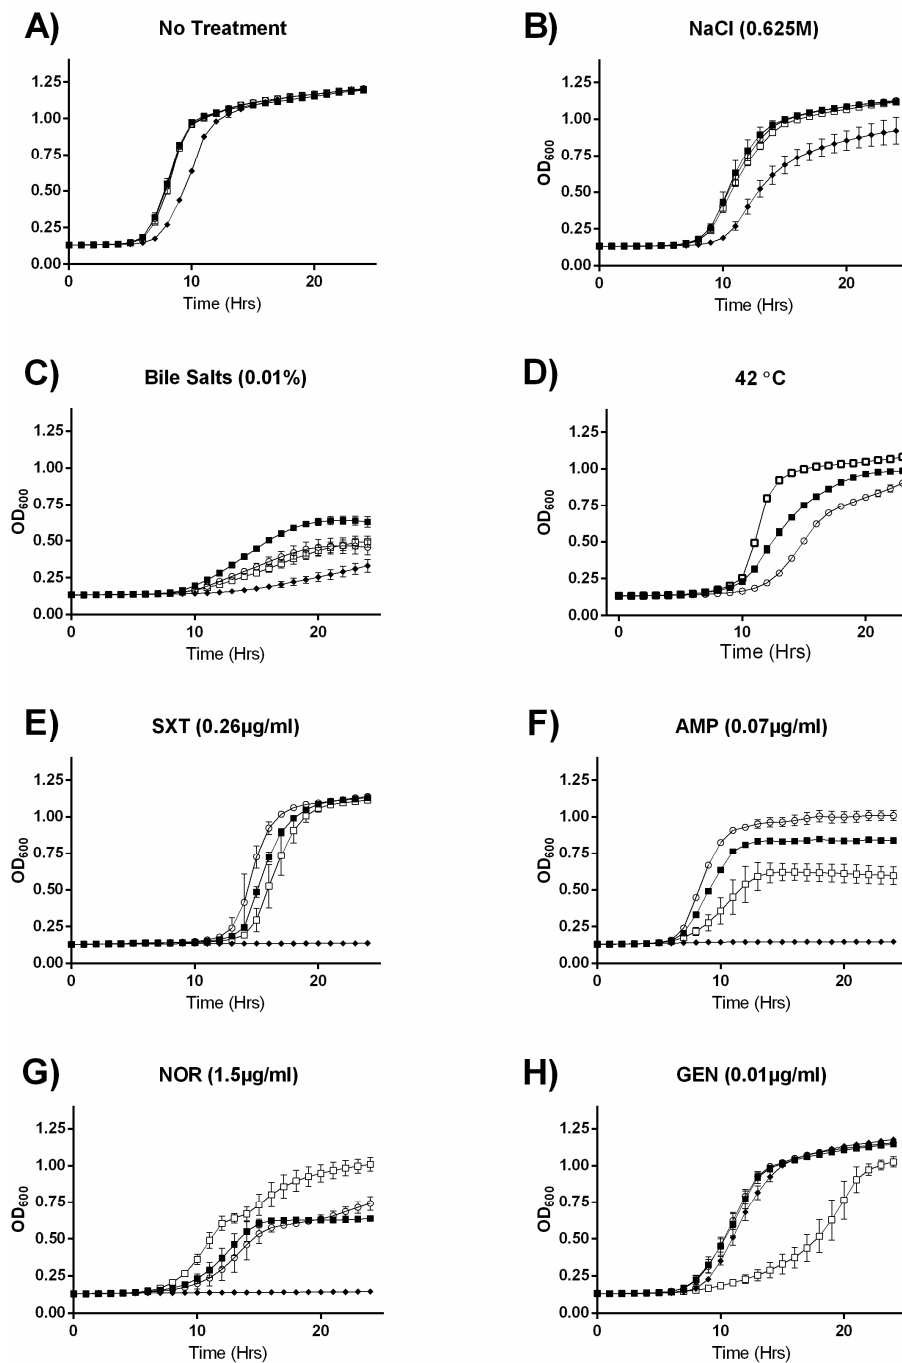 A) No Treatment
1.25
1.00
0.75
0.50
0.25
0.00
0 10 20
Time (Hrs)
B) NaCl (0.625M)
OD600
1.25
1.00
0.75
0.50
0.25
0.00
0 10 20
Time (Hrs)
C) Bile Salts (0.01%)
OD600
1.25
1.00
0.75
0.50
0.25
0.00
0 10 20
Time (Hrs)
D) 42 °C
OD600
1.25
1.00
0.75
0.50
0.25
0.00
0 10 20
Time (Hrs)
E) SXT (0.26µg/ml)
OD600
1.25
1.00
0.75
0.50
0.25
0.00
0 10 20
Time (Hrs)
F) AMP (0.07µg/ml)
OD600
1.25
1.00
0.75
0.50
0.25
0.00
0 10 20
Time (Hrs)
G) NOR (1.5µg/ml)
OD600
1.25
1.00
0.75
0.50
0.25
0.00
0 10 20
Time (Hrs)
H) GEN (0.01µg/ml)
OD600
1.25
1.00
0.75
0.50
0.25
0.00
0 10 20
Time (Hrs)